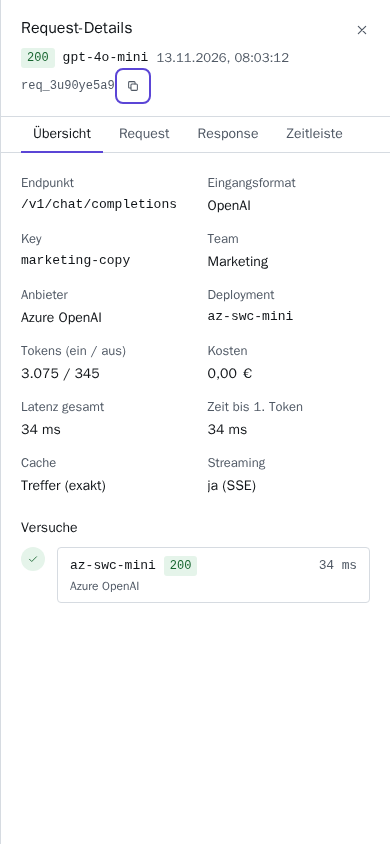 Request-Details
200 gpt-4o-mini 13.11.2026, 08:03:12
req_3u90ye5a9
Übersicht Request Response Zeitleiste
Endpunkt Eingangsformat
/v1/chat/completions OpenAI
Key Team
marketing-copy Marketing
Anbieter Deployment
Azure OpenAI az-swc-mini
Tokens (ein / aus) Kosten
3.075 / 345 0,00 €
Latenz gesamt Zeit bis 1. Token
34 ms 34 ms
Cache Streaming
Treffer (exakt) ja (SSE)
Versuche
az-swc-mini 200 34 ms
Azure OpenAI